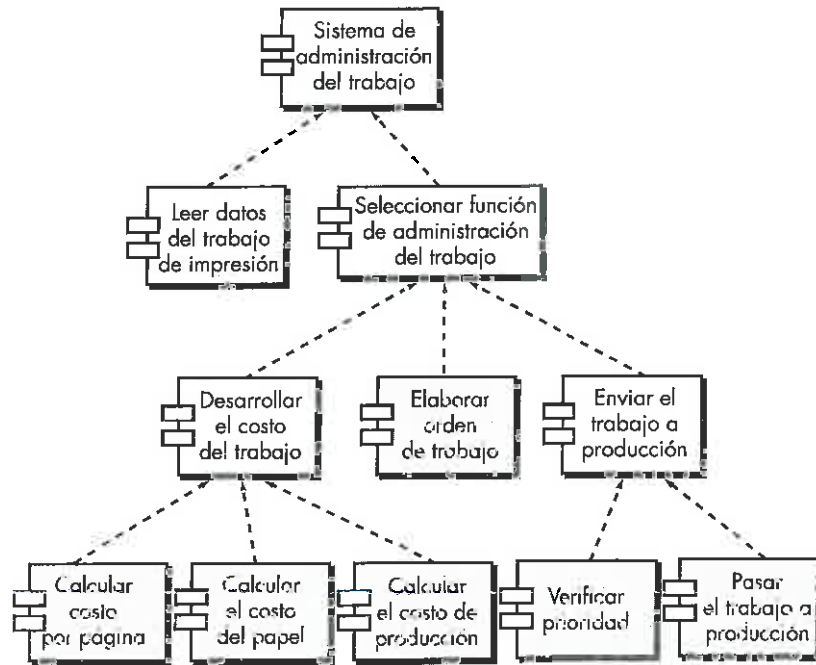 Sistema de
administración
del trabajo
Leer datos
del trabajo
de impresión
Seleccionar función
de administración
del trabajo
Desarrollar
el costo
del trabajo
Elaborar
orden
de trabajo
Enviar el
trabajo a
producción
Calcular
costo
por página
Calcular
el costo
del papel
Calcular
el costo de
producción
Verificar
prioridad
Pasar
el trabajo a
producción